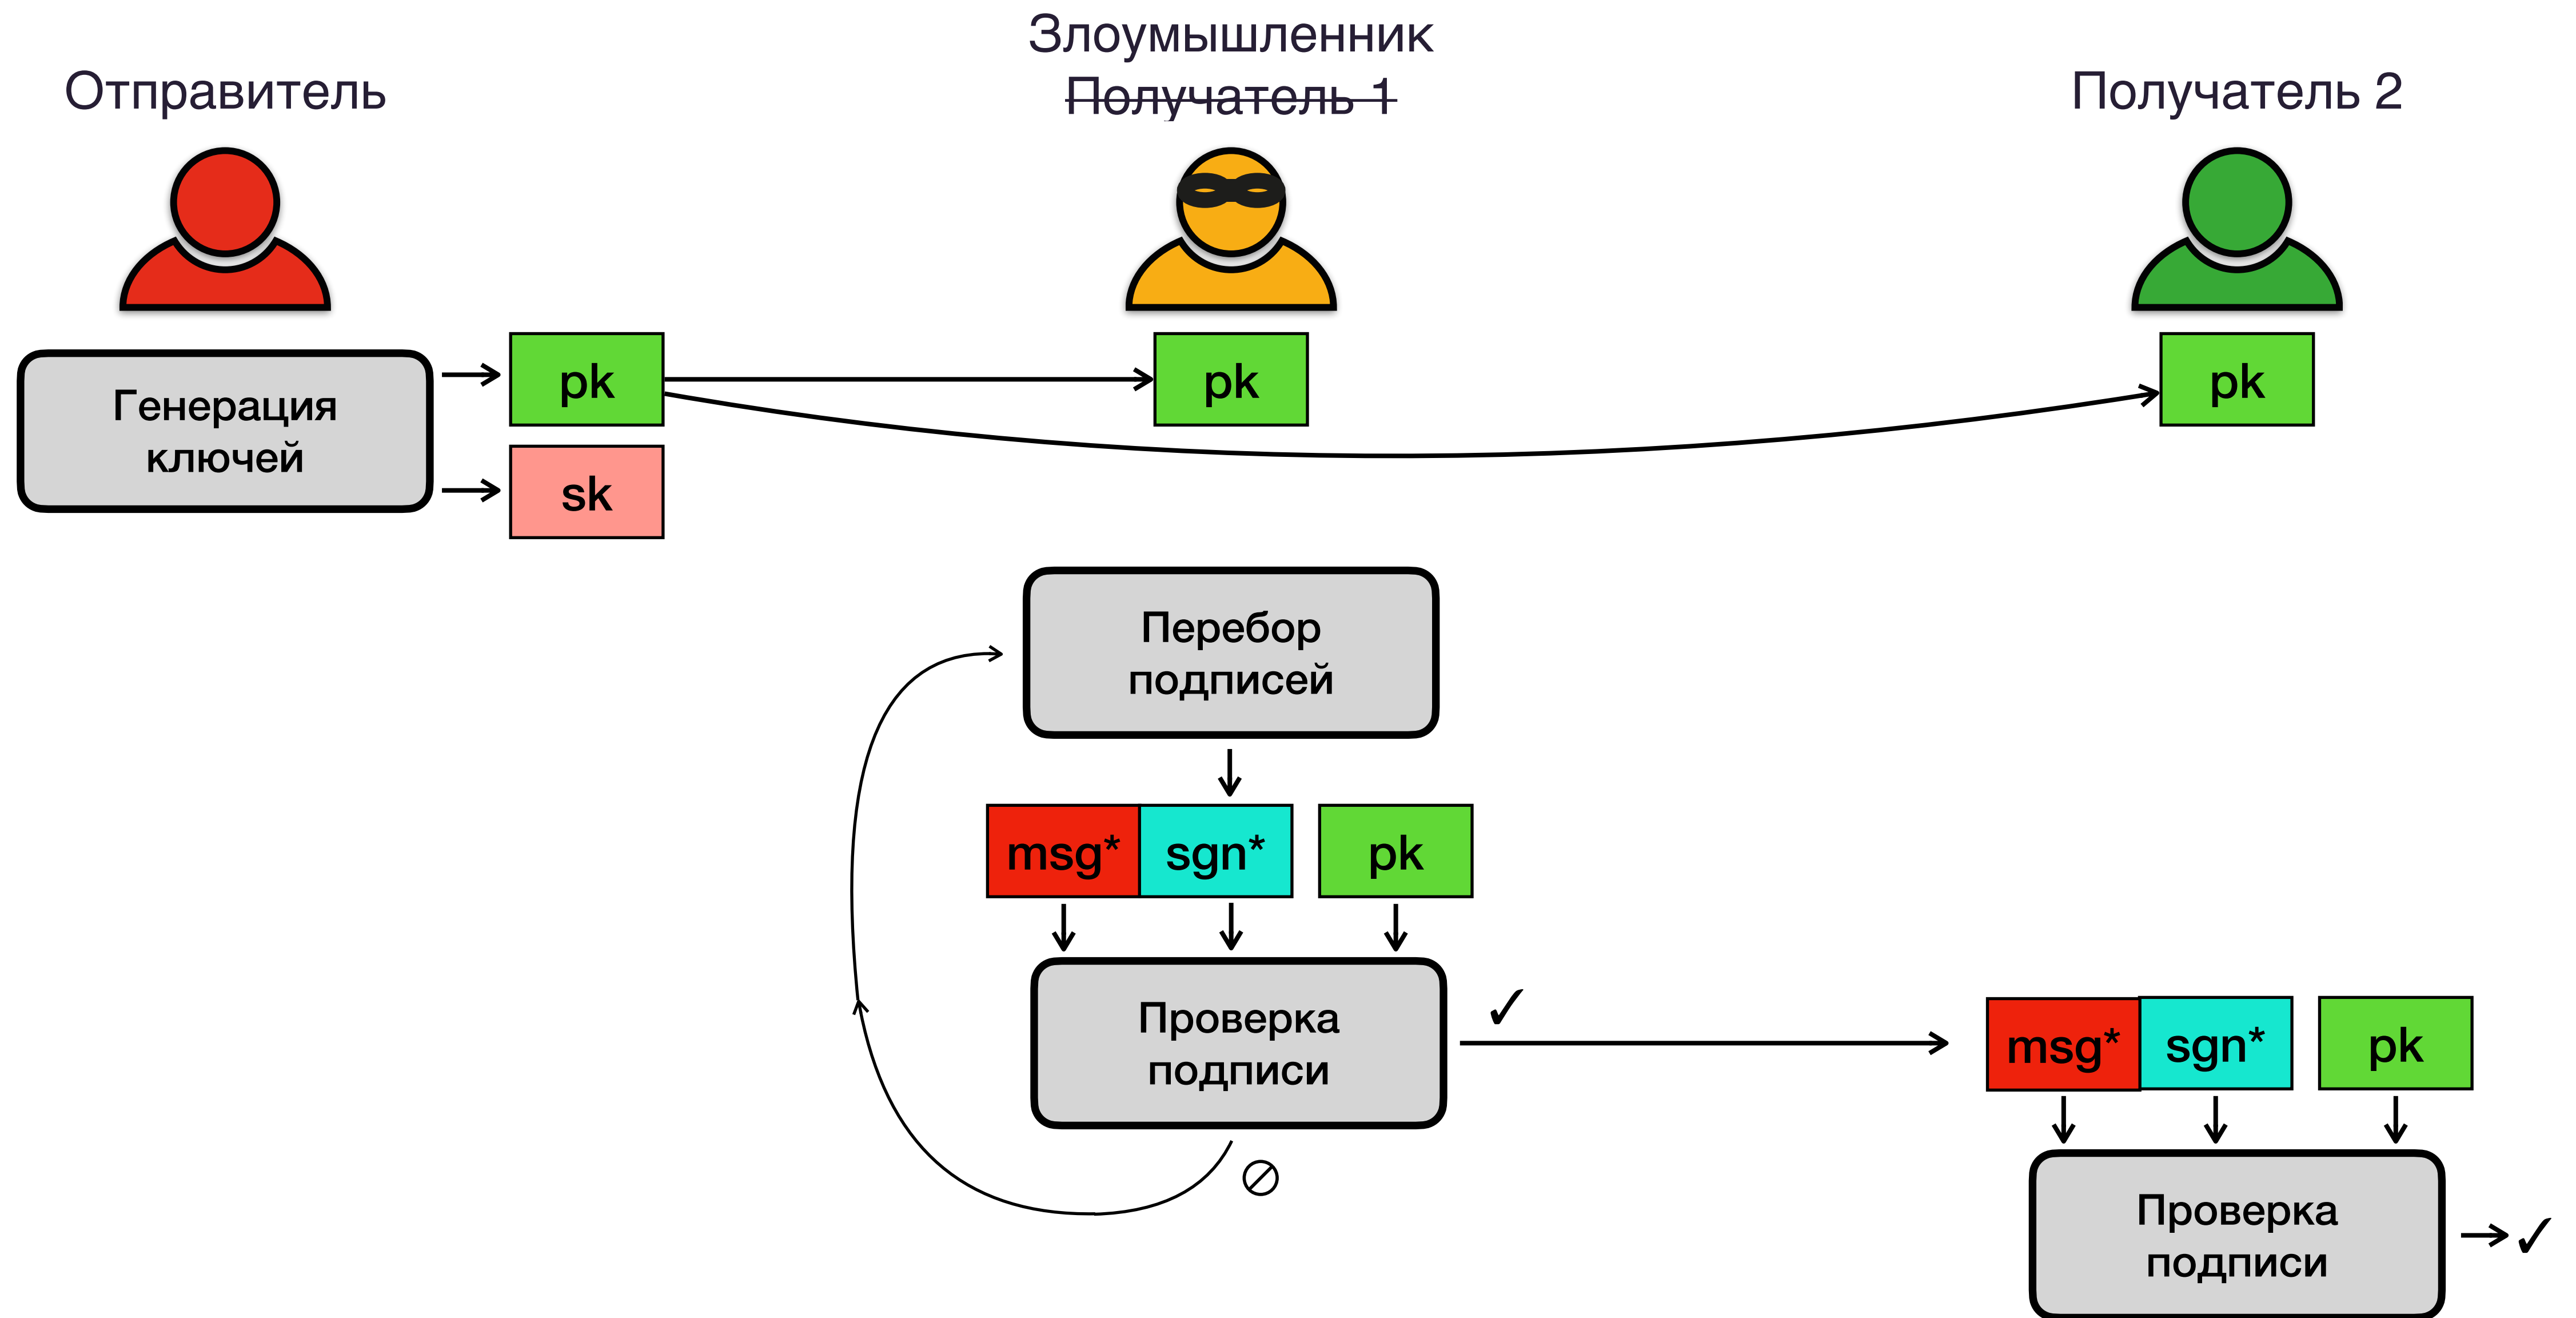 Злоумышленник
Отправитель
Получатель 1
Получатель 2
Генерация
ключей
pk
pk
pk
sk
Перебор
подписей
msg*
sgn*
pk
Проверка
подписи
✓
msg*
sgn*
pk
Проверка
подписи
✓